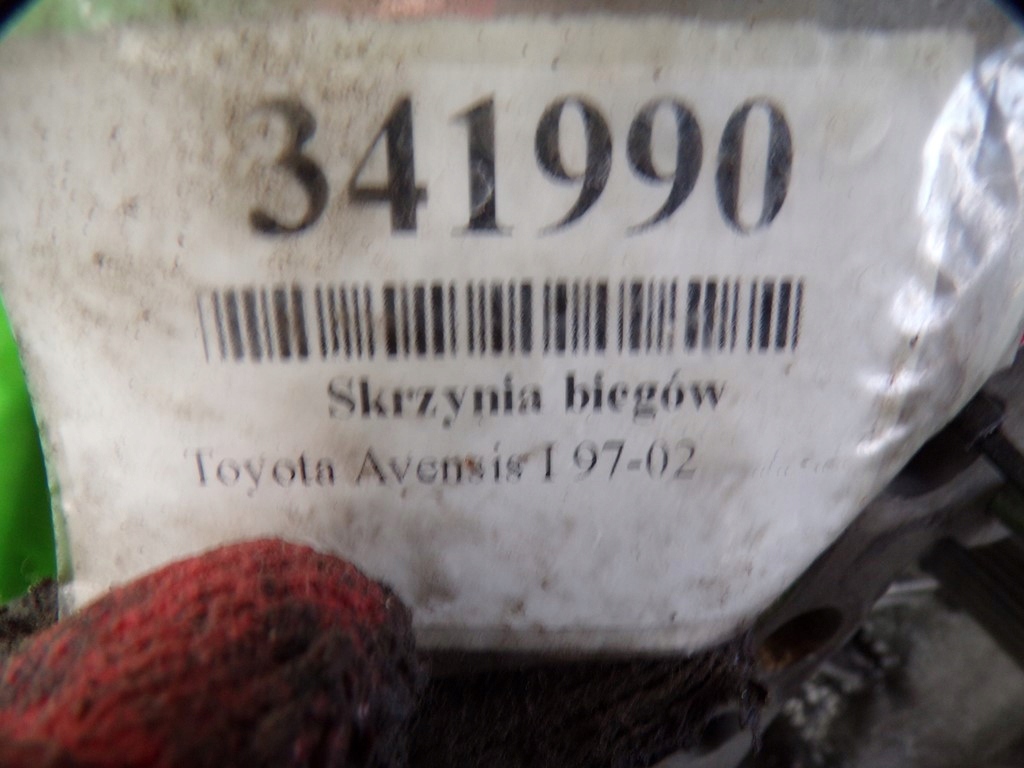 341990
Skrzynia biegów
Toyota Avensis I 97-02